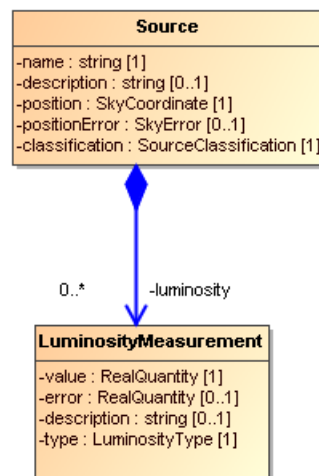 Source
-name : string [1]
-description : string [0..1]
-position : SkyCoordinate [1]
-positionError : SkyError [0..1]
-classification : SourceClassification [1]
0..* -luminosity
LuminosityMeasurement
-value : RealQuantity [1]
-error : RealQuantity [0..1]
-description : string [0..1]
-type : LuminosityType [1]